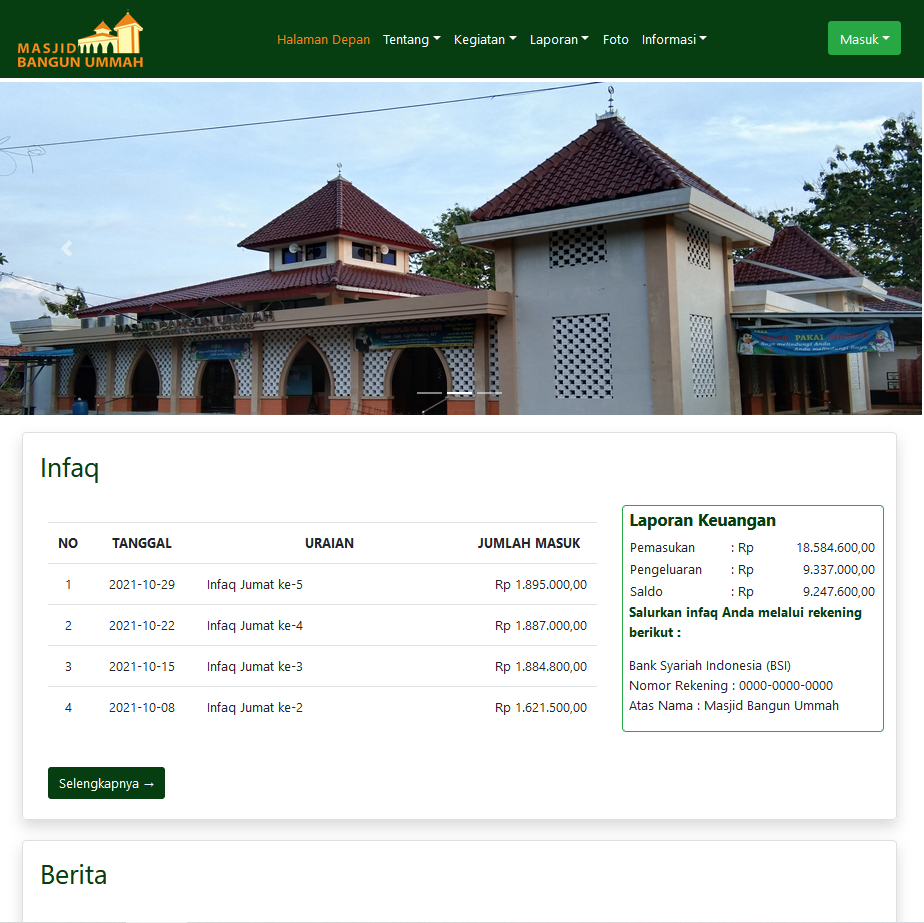 MASJID
BANGUN UMMAH
Halaman Depan Tentang Kegiatan Laporan Foto Informasi Masuk
MASJID BANGUN UMMAH
PAKAI
Infaq
NO TANGGAL URAIAN JUMLAH MASUK
1 2021-10-29 Infaq Jumat ke-5 Rp 1.895.000,00
2 2021-10-22 Infaq Jumat ke-4 Rp 1.887.000,00
3 2021-10-15 Infaq Jumat ke-3 Rp 1.884.800,00
4 2021-10-08 Infaq Jumat ke-2 Rp 1.621.500,00
Selengkapnya →
Laporan Keuangan
Pemasukan : Rp 18.584.600,00
Pengeluaran : Rp 9.337.000,00
Saldo : Rp 9.247.600,00
Salurkan infaq Anda melalui rekening
berikut :
Bank Syariah Indonesia (BSI)
Nomor Rekening : 0000-0000-0000
Atas Nama : Masjid Bangun Ummah
Berita